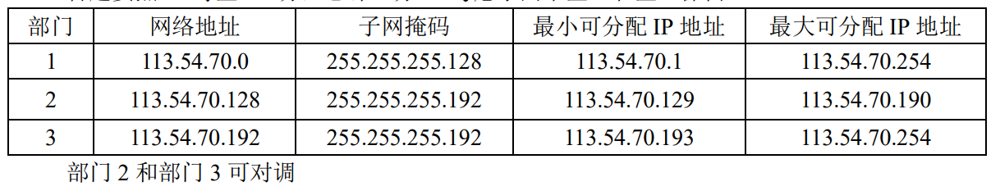 部门 网络地址 子网掩码 最小可分配 IP 地址 最大可分配 IP 地址
1 113.54.70.0 255.255.255.128 113.54.70.1 113.54.70.254
2 113.54.70.128 255.255.255.192 113.54.70.129 113.54.70.190
3 113.54.70.192 255.255.255.192 113.54.70.193 113.54.70.254
部门 2 和部门 3 可对调